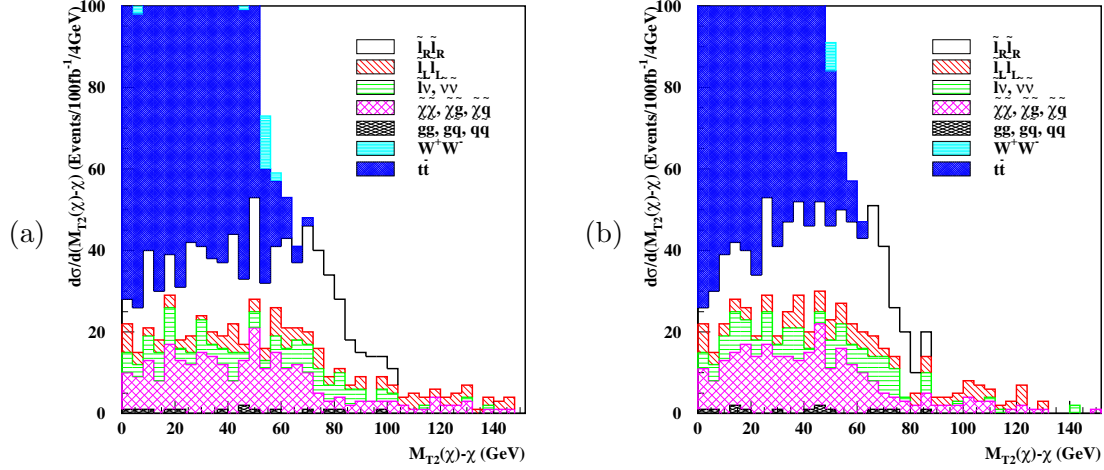 (a)
dσ/d(M_T2(χ)-χ) (Events/100fb⁻¹/4GeV)
100
80
60
40
20
0
l̃_R l̃_R
l̃_L l̃_L
l̃ν̃, ν̃ν̃
χ̃χ̃, χ̃g̃, χ̃q̃
g̃g̃, g̃q̃, q̃q̃
W⁺W⁻
tt̄
0 20 40 60 80 100 120 140
M_T2(χ)-χ (GeV)
(b)
dσ/d(M_T2(χ)-χ) (Events/100fb⁻¹/4GeV)
100
80
60
40
20
0
l̃_R l̃_R
l̃_L l̃_L
l̃ν̃, ν̃ν̃
χ̃χ̃, χ̃g̃, χ̃q̃
g̃g̃, g̃q̃, q̃q̃
W⁺W⁻
tt̄
0 20 40 60 80 100 120 140
M_T2(χ)-χ (GeV)